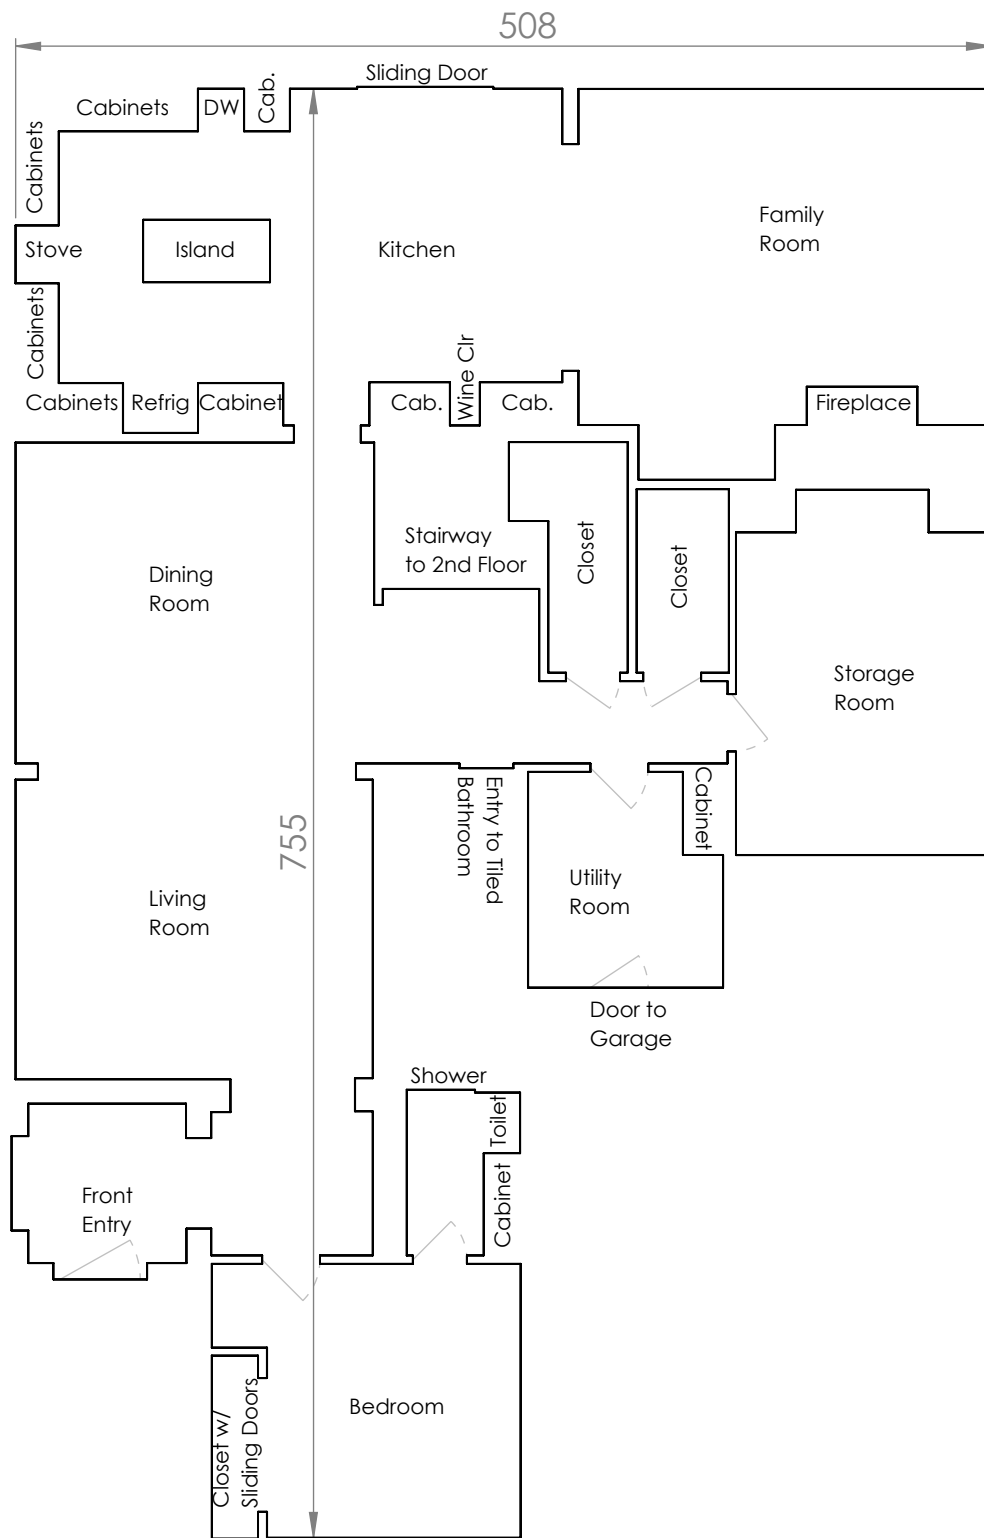 508
Sliding Door
Cabinets
DW
Cab.
Cabinets
Family
Room
Stove
Island
Kitchen
Cabinets
Wine Clr
Cabinets
Refrig
Cabinet
Cab.
Cab.
Fireplace
Stairway
to 2nd Floor
Closet
Closet
Dining
Room
Storage
Room
755
Entry to Tiled
Bathroom
Cabinet
Utility
Room
Living
Room
Door to
Garage
Shower
Toilet
Cabinet
Front
Entry
Closet w/
Sliding Doors
Bedroom